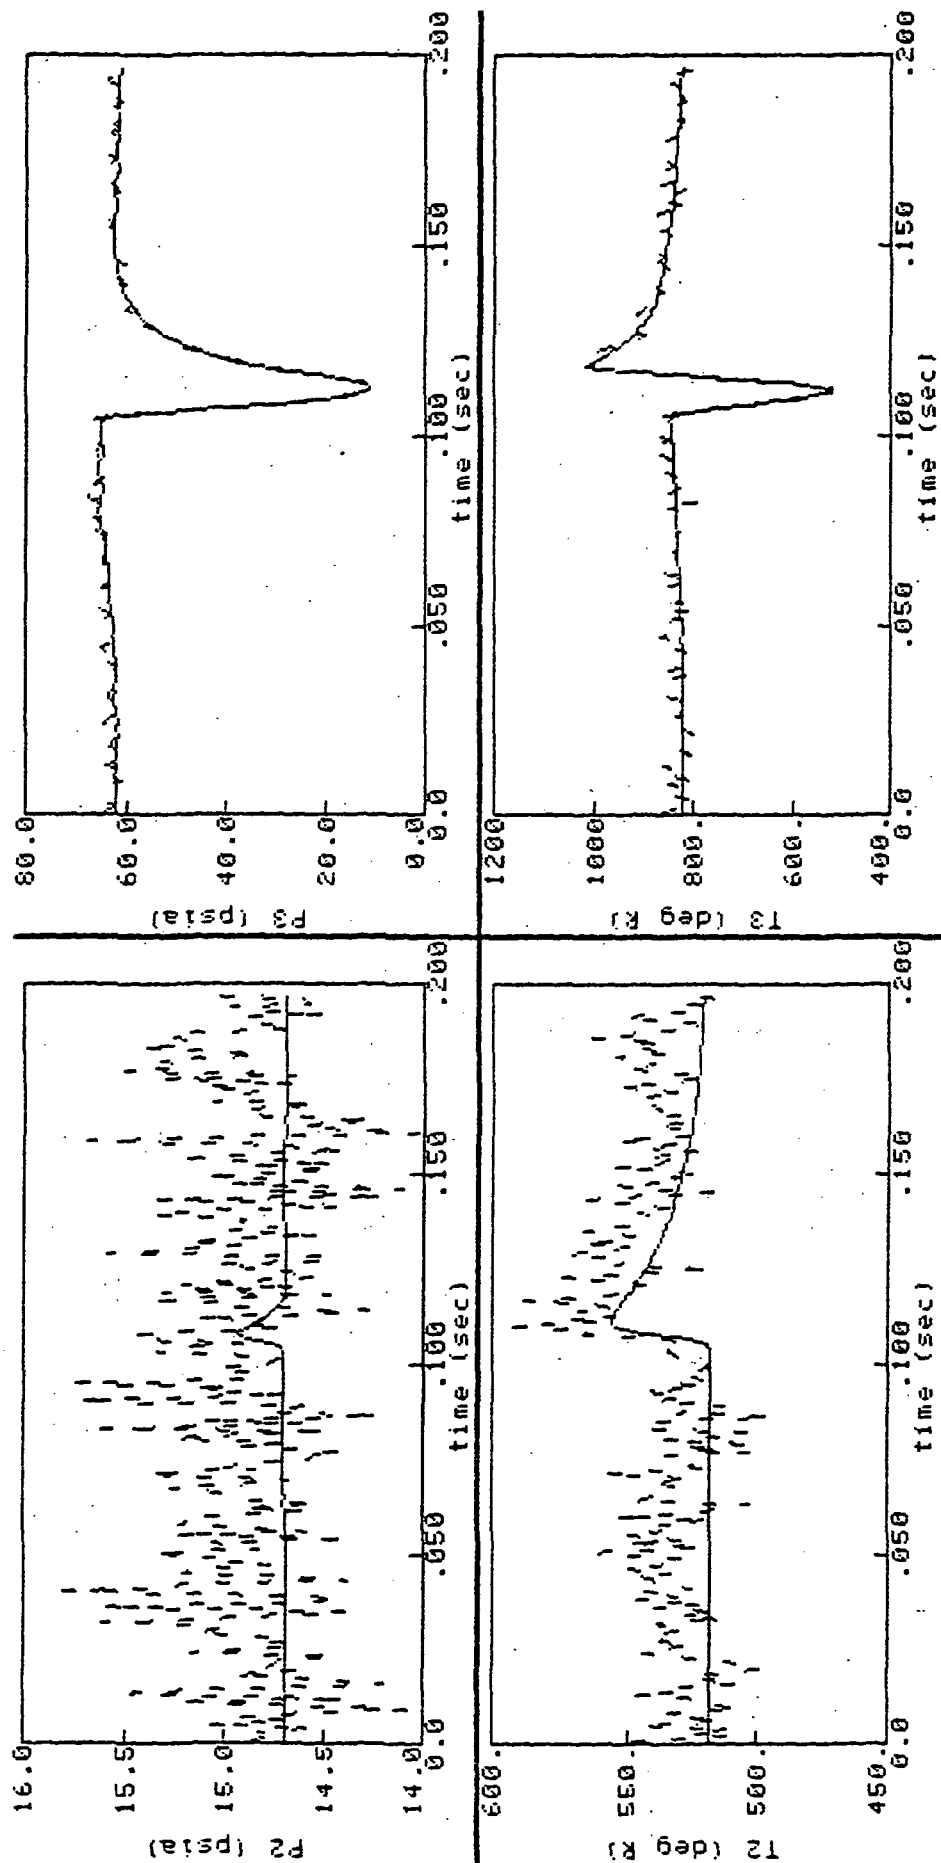 P2 (psia)
16.0
15.5
15.0
14.5
14.0
0.0 .050 .100 .150 .200
time (sec)
P3 (psia)
80.0
60.0
40.0
20.0
0.0
0.0 .050 .100 .150 .200
time (sec)
T2 (deg R)
600.
550.
500.
450.
0.0 .050 .100 .150 .200
time (sec)
T3 (deg R)
1200
1000.
800.
600.
400.
0.0 .050 .100 .150 .200
time (sec)